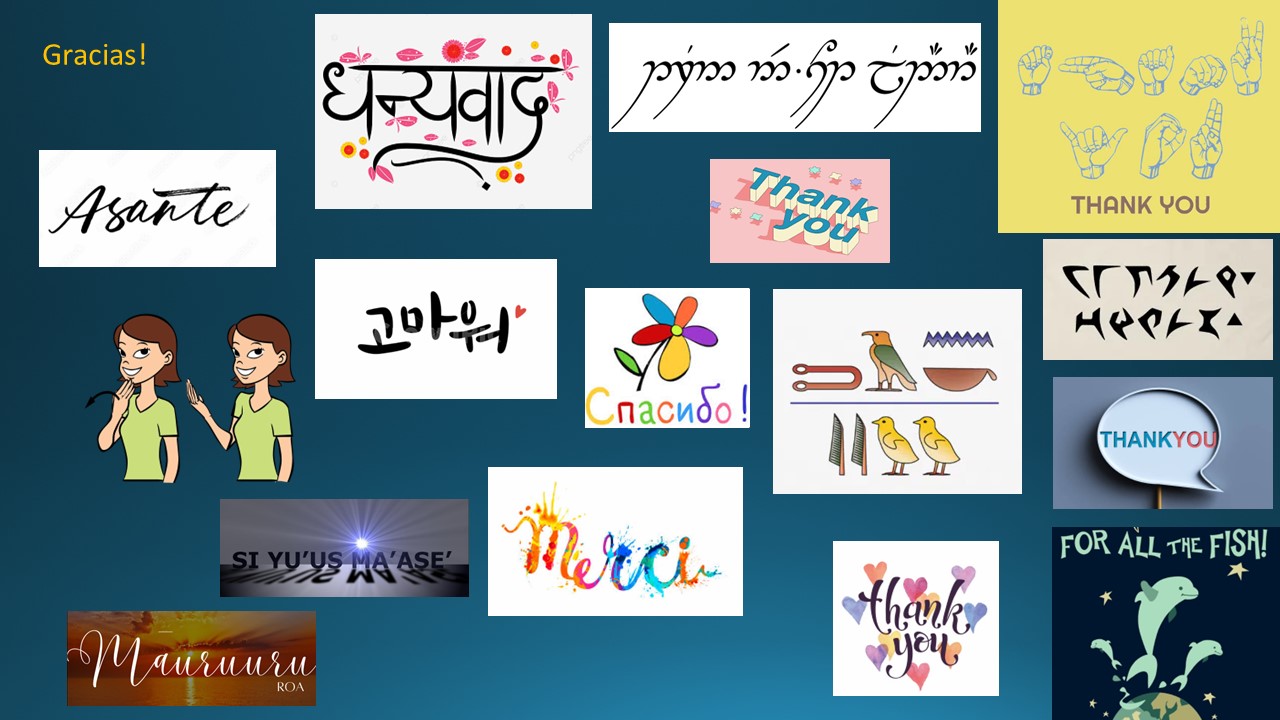 Gracias!
धन्यवाद
Asante
Thank
you
THANK YOU
고마워
Спасибо!
THANKYOU
SI YU'US MA'ASE'
Merci
thank
you
FOR ALL THE FISH!
Māuruuru
ROA